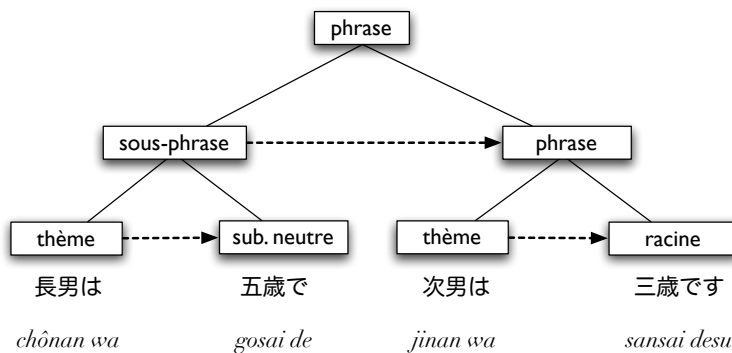 phrase
sous-phrase phrase
thème sub. neutre thème racine
長男は 五歳で 次男は 三歳です
chônan wa gosai de jinan wa sansai desu